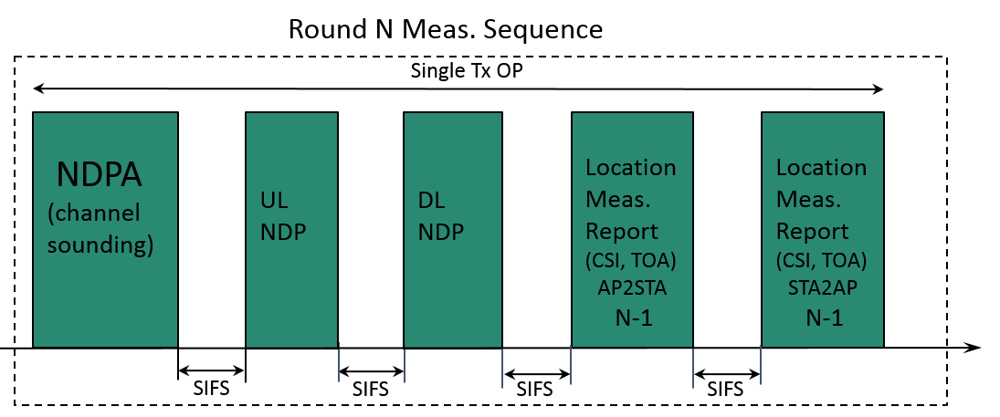 Round N Meas. Sequence
Single Tx OP
NDPA
(channel
sounding)
UL
NDP
DL
NDP
Location
Meas.
Report
(CSI, TOA)
AP2STA
N-1
Location
Meas.
Report
(CSI, TOA)
STA2AP
N-1
SIFS
SIFS
SIFS
SIFS